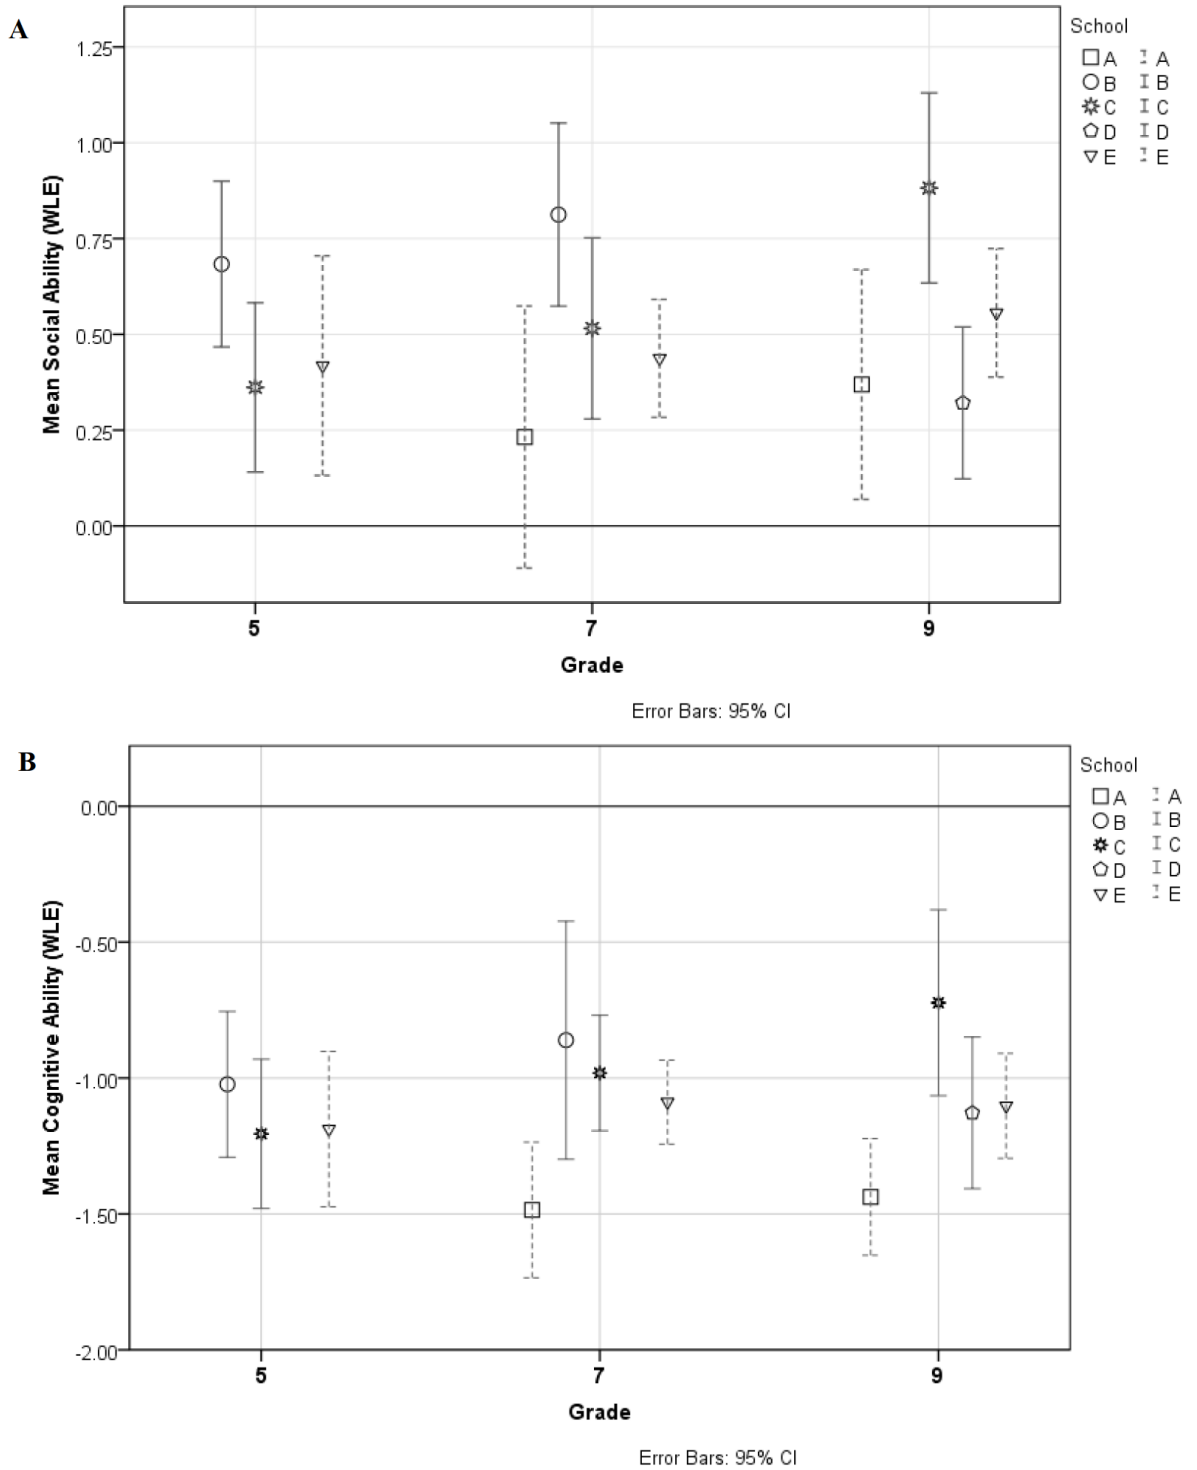 A
School
A A
B B
C C
D D
E E
1.25
1.00
0.75
0.50
0.25
0.00
Mean Social Ability (WLE)
5 7 9
Grade
Error Bars: 95% CI
B
School
A A
B B
C C
D D
E E
0.00
-0.50
-1.00
-1.50
-2.00
Mean Cognitive Ability (WLE)
5 7 9
Grade
Error Bars: 95% CI